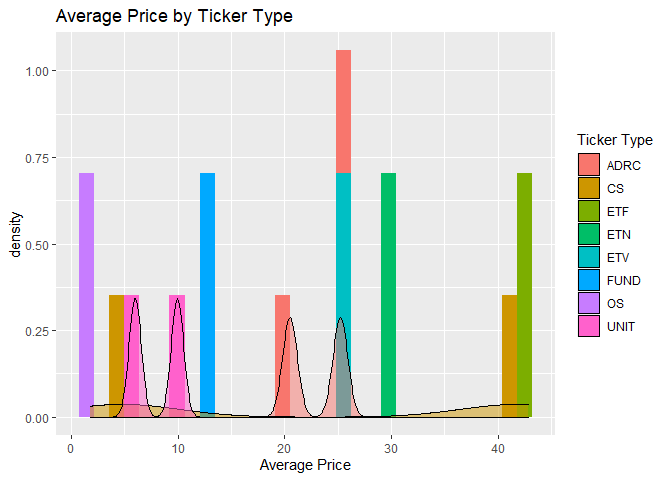 Average Price by Ticker Type
density
1.00
0.75
0.50
0.25
0.00
0 10 20 30 40
Average Price
Ticker Type
ADRC
CS
ETF
ETN
ETV
FUND
OS
UNIT